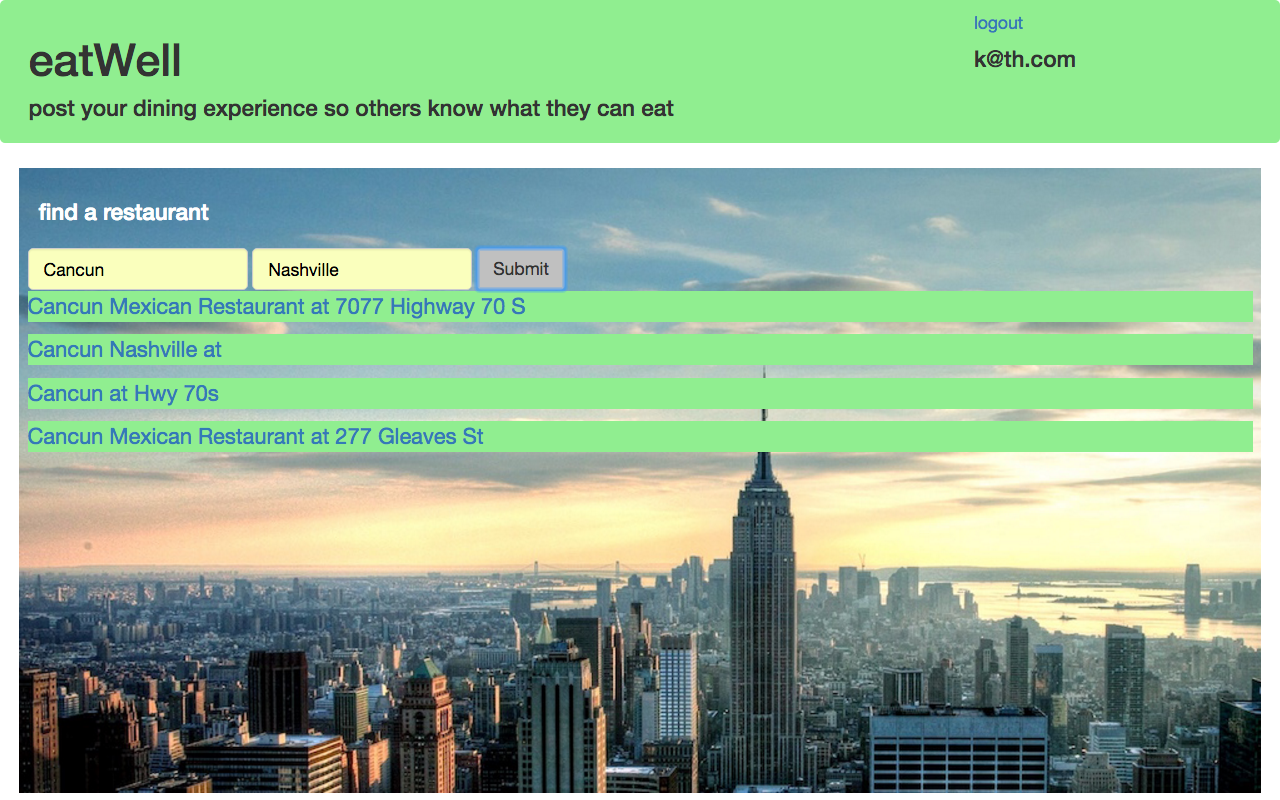 eatWell
logout
k@th.com
post your dining experience so others know what they can eat
find a restaurant
Cancun Nashville Submit
Cancun Mexican Restaurant at 7077 Highway 70 S
Cancun Nashville at
Cancun at Hwy 70s
Cancun Mexican Restaurant at 277 Gleaves St